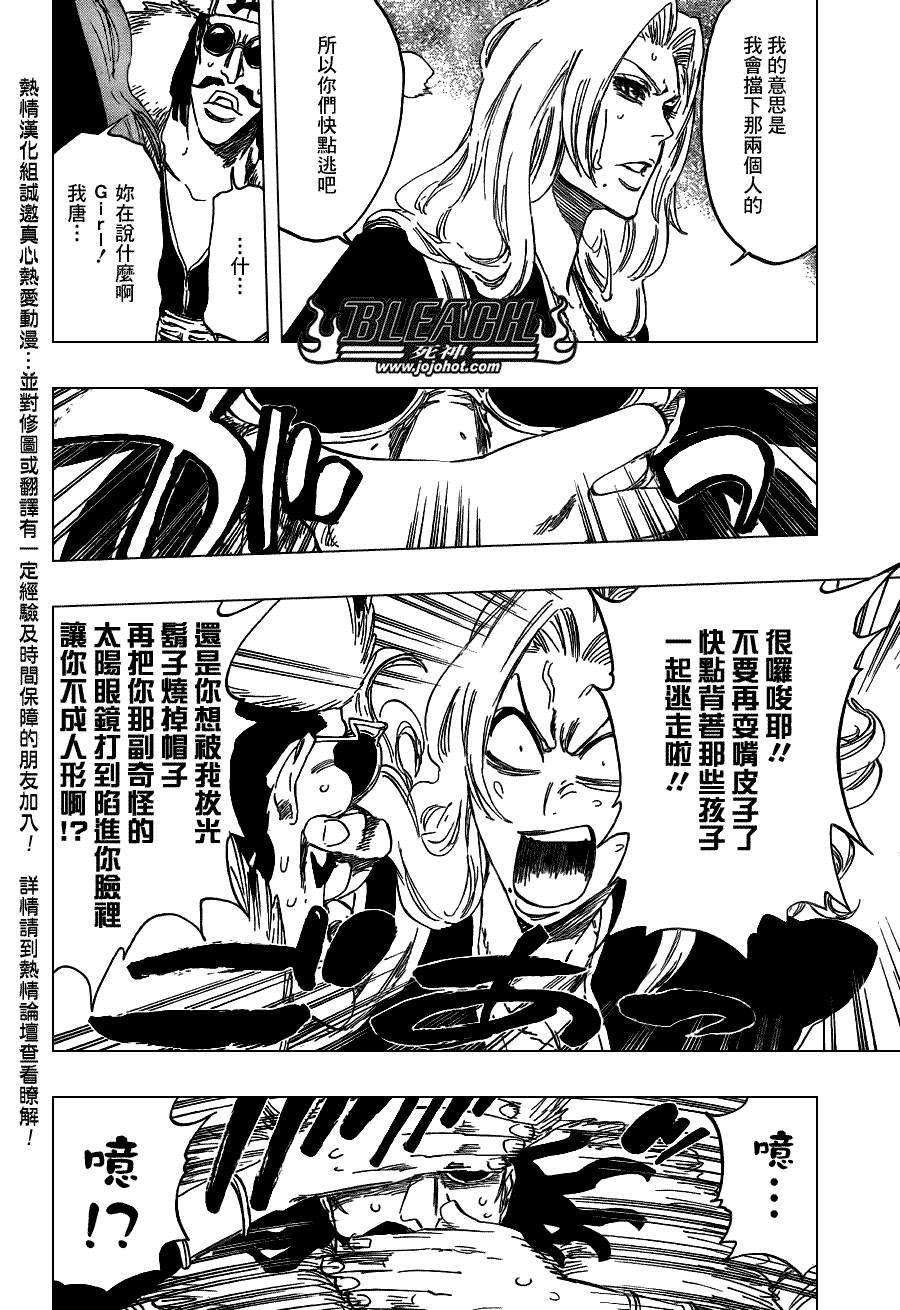 我的意思是
我會擋下那兩個人的
所以你們快點逃吧
…什…
妳在說什麼啊
Girl!
我唐…
BLEACH
死神
www.jojohot.com
很囉唆耶!!
不要再耍嘴皮子了
快點背著那些孩子
一起逃走啦!!
還是你想被我拔光
鬍子燒掉帽子
再把你那副奇怪的
太陽眼鏡打到陷進你臉裡
讓你不成人形啊!?
噫…
噫!?
熱情漢化組誠邀真心熱愛動漫…並對修圖或翻譯有一定經驗及時間保障的朋友加入! 詳情請到熱情論壇查看瞭解!